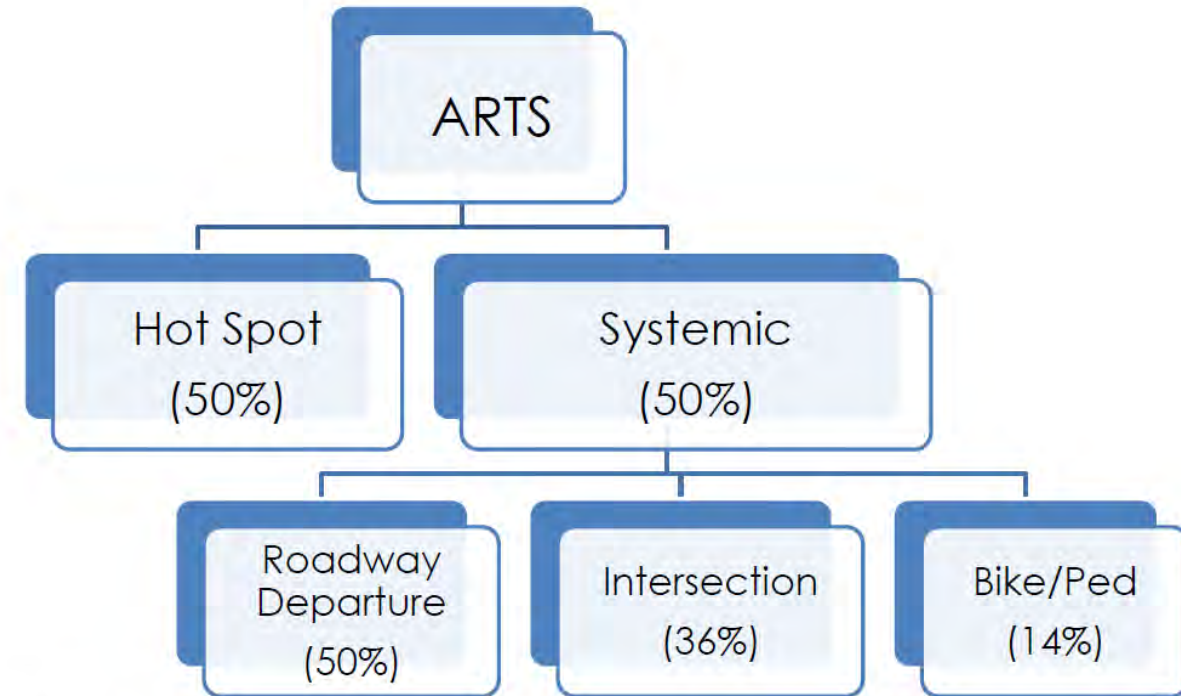 ARTS
Hot Spot
(50%)
Systemic
(50%)
Roadway
Departure
(50%)
Intersection
(36%)
Bike/Ped
(14%)